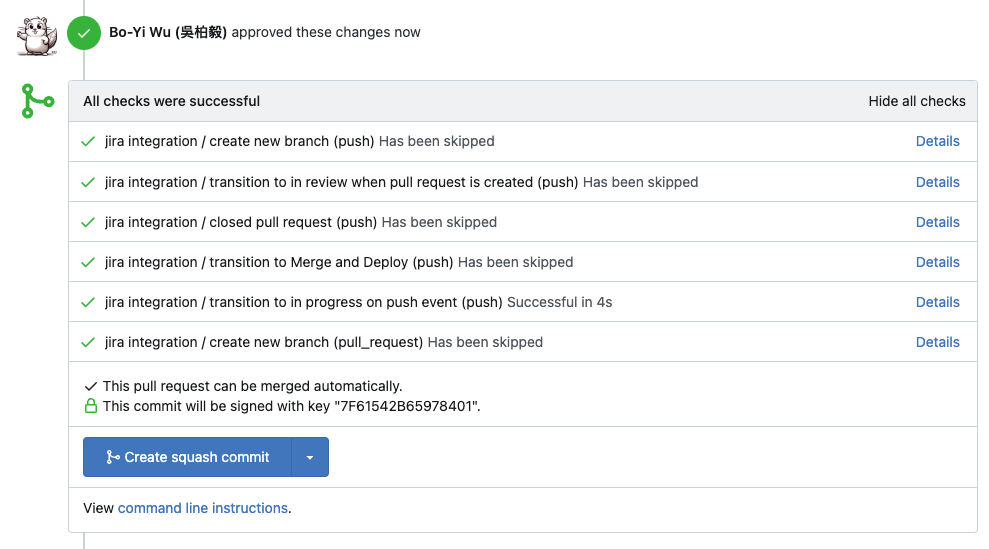 Bo-Yi Wu (吳柏毅) approved these changes now
All checks were successful
Hide all checks
jira integration / create new branch (push) Has been skipped
Details
jira integration / transition to in review when pull request is created (push) Has been skipped
Details
jira integration / closed pull request (push) Has been skipped
Details
jira integration / transition to Merge and Deploy (push) Has been skipped
Details
jira integration / transition to in progress on push event (push) Successful in 4s
Details
jira integration / create new branch (pull_request) Has been skipped
Details
This pull request can be merged automatically.
This commit will be signed with key "7F61542B65978401".
Create squash commit
View command line instructions.